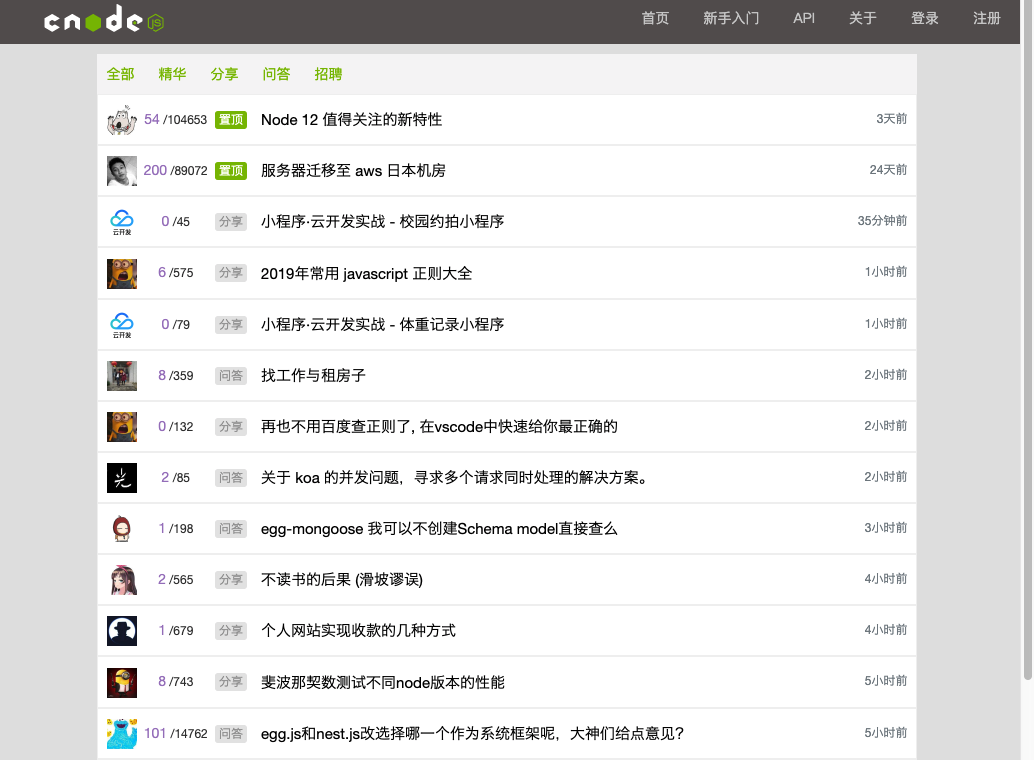 cnode JS 首页 新手入门 API 关于 登录 注册
全部 精华 分享 问答 招聘
54 /104653 置顶 Node 12 值得关注的新特性 3天前
200 /89072 置顶 服务器迁移至 aws 日本机房 24天前
云开发 0 /45 分享 小程序·云开发实战 - 校园约拍小程序 35分钟前
6 /575 分享 2019年常用 javascript 正则大全 1小时前
云开发 0 /79 分享 小程序·云开发实战 - 体重记录小程序 1小时前
8 /359 问答 找工作与租房子 2小时前
0 /132 分享 再也不用百度查正则了, 在vscode中快速给你最正确的 2小时前
光 2 /85 问答 关于 koa 的并发问题，寻求多个请求同时处理的解决方案。 2小时前
1 /198 问答 egg-mongoose 我可以不创建Schema model直接查么 3小时前
2 /565 分享 不读书的后果 (滑坡谬误) 4小时前
1 /679 分享 个人网站实现收款的几种方式 4小时前
8 /743 分享 斐波那契数测试不同node版本的性能 5小时前
101 /14762 问答 egg.js和nest.js改选择哪一个作为系统框架呢，大神们给点意见？ 5小时前